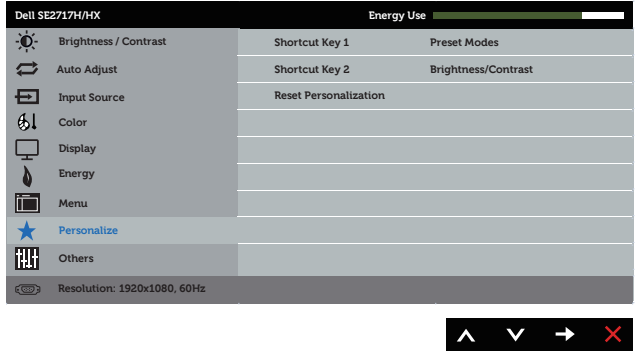 Dell SE2717H/HX Energy Use
Brightness / Contrast Shortcut Key 1 Preset Modes
Auto Adjust Shortcut Key 2 Brightness/Contrast
Input Source Reset Personalization
Color
Display
Energy
Menu
Personalize
Others
Resolution: 1920x1080, 60Hz